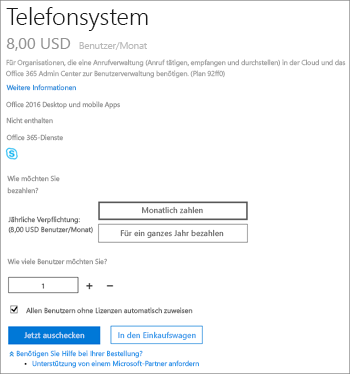 Telefonsystem
8,00 USD Benutzer/Monat
Für Organisationen, die eine Anrufverwaltung (Anruf tätigen, empfangen und durchstellen) in der Cloud und das
Office 365 Admin Center zur Benutzerverwaltung benötigen. (Plan 92ff0)
Weitere Informationen
Office 2016 Desktop und mobile Apps
Nicht enthalten
Office 365-Dienste
Wie möchten Sie
bezahlen?
Monatlich zahlen
Jährliche Verpflichtung:
(8,00 USD Benutzer/Monat)
Für ein ganzes Jahr bezahlen
Wie viele Benutzer möchten Sie?
1 + −
Allen Benutzern ohne Lizenzen automatisch zuweisen
Jetzt auschecken In den Einkaufswagen
Benötigen Sie Hilfe bei Ihrer Bestellung?
• Unterstützung von einem Microsoft-Partner anfordern